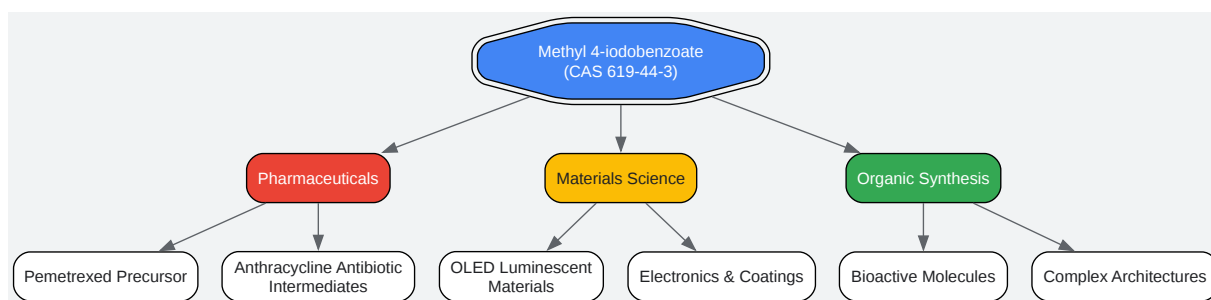 Methyl 4-iodobenzoate
(CAS 619-44-3)
Pharmaceuticals
Materials Science
Organic Synthesis
Pemetrexed Precursor
Anthracycline Antibiotic
Intermediates
OLED Luminescent
Materials
Electronics & Coatings
Bioactive Molecules
Complex Architectures